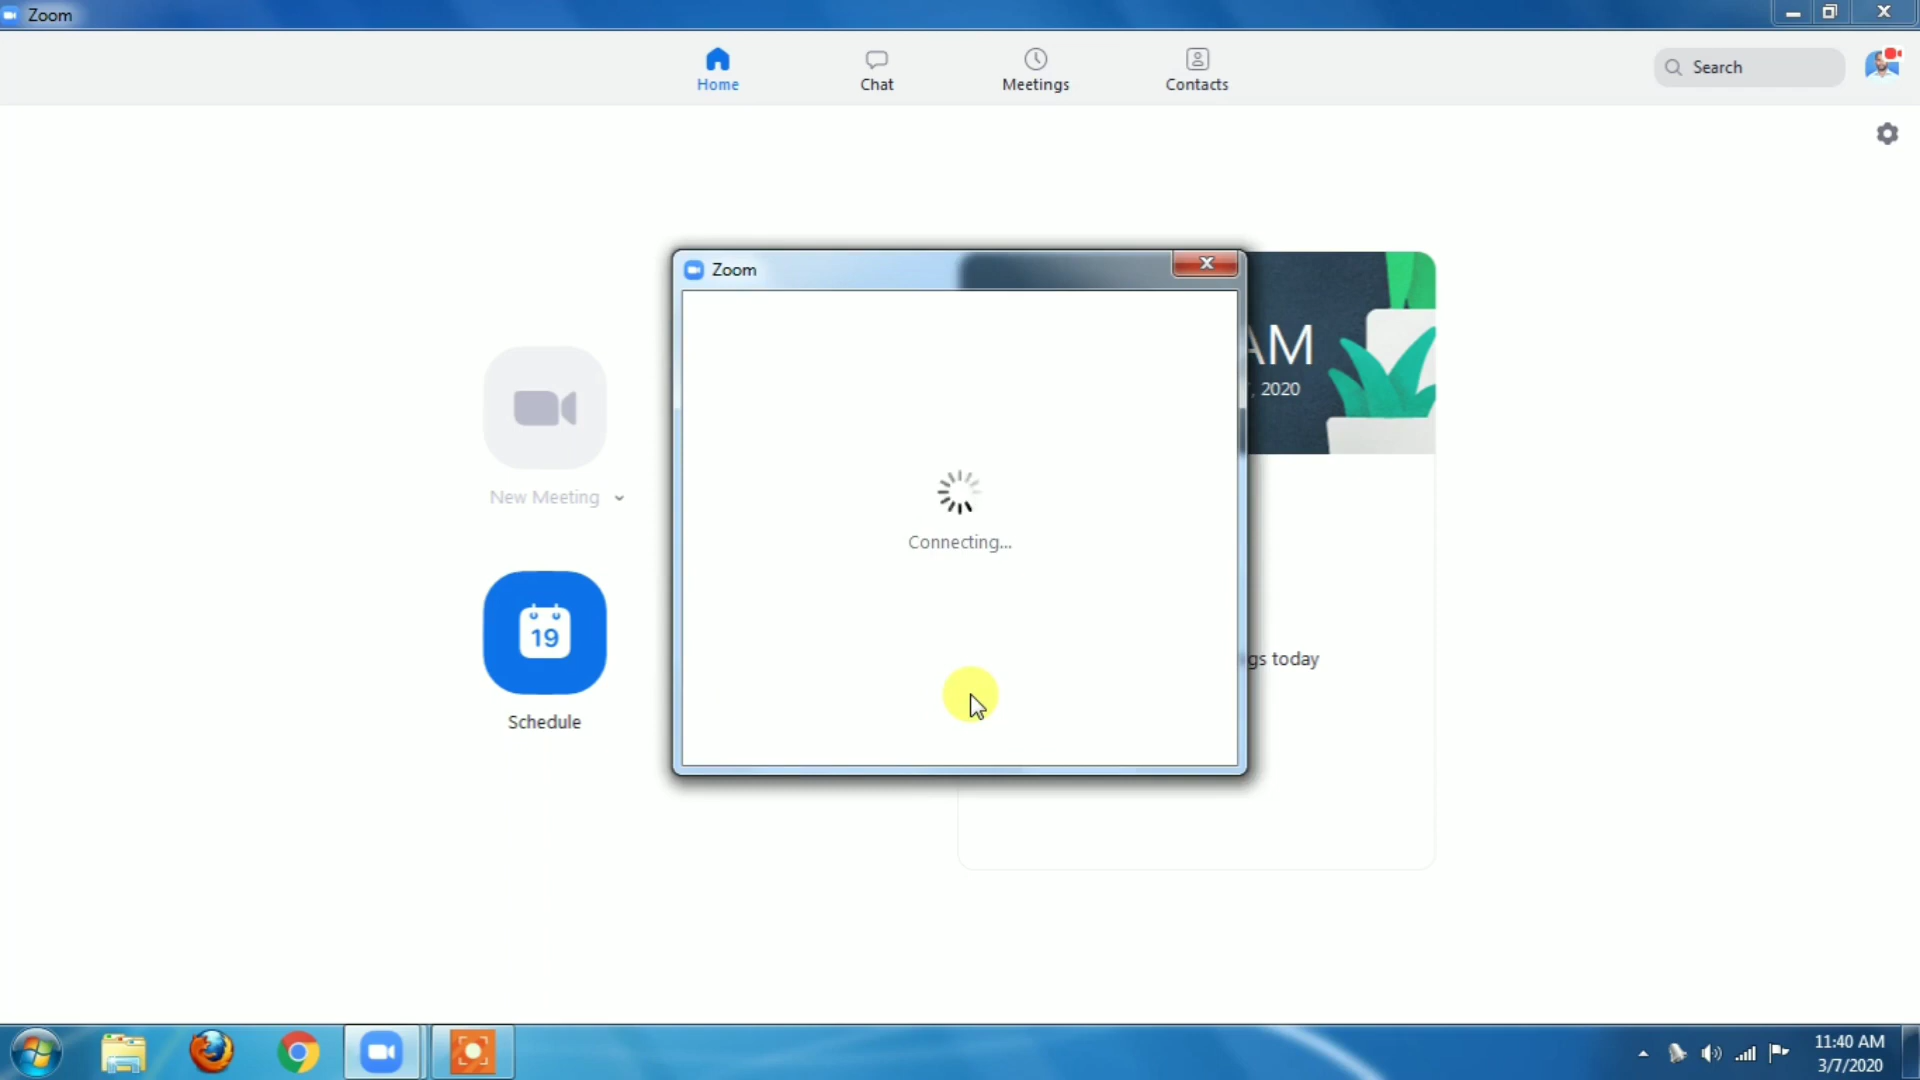 Zoom
Home
Chat
Meetings
Contacts
Search
Zoom
AM
, 2020
New Meeting
Connecting...
19
gs today
Schedule
11:40 AM
3/7/2020